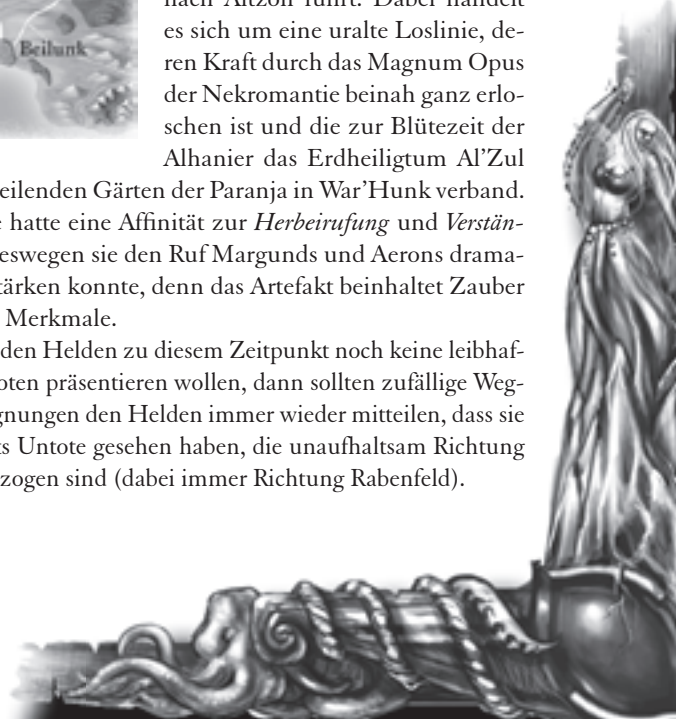 Beilunk
nach Altzoll führt. Dabei handelt
es sich um eine uralte Loslinie, de-
ren Kraft durch das Magnum Opus
der Nekromantie beinah ganz erlo-
schen ist und die zur Blütezeit der
Alhanier das Erdheiligtum Al’Zul
eilenden Gärten der Paranja in War’Hunk verband.
hatte eine Affinität zur Herbeirufung und Verstän-
eswegen sie den Ruf Margunds und Aerons drama-
tärken konnte, denn das Artefakt beinhaltet Zauber
Merkmale.
den Helden zu diesem Zeitpunkt noch keine leibhaf-
oten präsentieren wollen, dann sollten zufällige Weg-
gnungen den Helden immer wieder mitteilen, dass sie
ts Untote gesehen haben, die unaufhaltsam Richtung
zogen sind (dabei immer Richtung Rabenfeld).